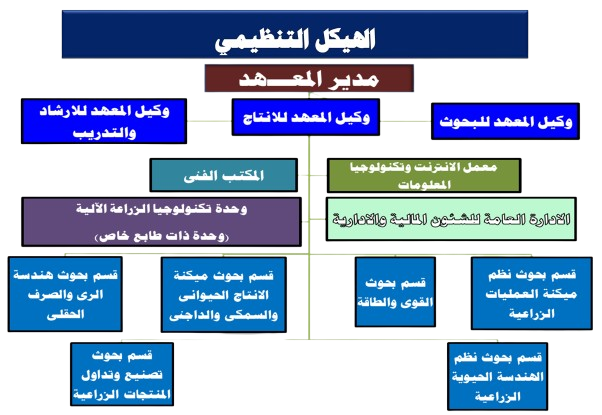 الهيكل التنظيمي
مدير المعـــهد
وكيل المعهد للبحوث
وكيل المعهد للانتاج
وكيل المعهد للارشاد
والتدريب
معمل الانترنت وتكنولوجيا
المعلومات
المكتب الفنى
الادارة العامة للشئون المالية والادارية
وحدة تكنولوجيا الزراعة الآلية
(وحدة ذات طابع خاص)
قسم بحوث نظم
ميكنة العمليات
الزراعية
قسم بحوث
القوى والطاقة
قسم بحوث ميكنة
الانتاج الحيوانى
والسمكى والداجنى
قسم بحوث هندسة
الرى والصرف
الحقلى
قسم بحوث نظم
الهندسة الحيوية
الزراعية
قسم بحوث
تصنيع وتداول
المنتجات الزراعية